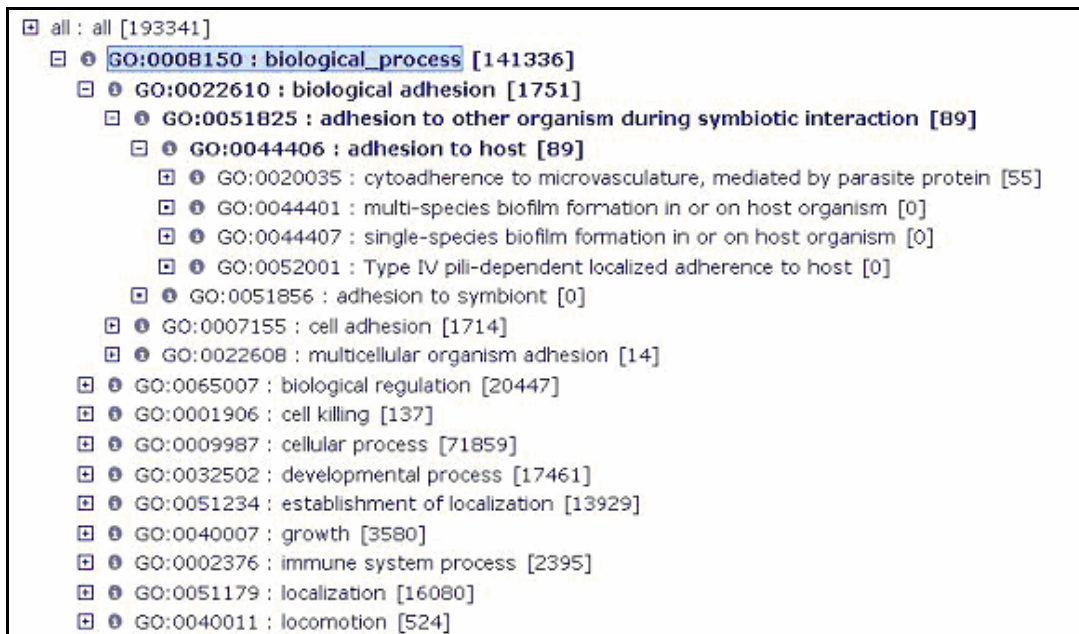 all : all [193341]
GO:0008150 : biological_process [141336]
GO:0022610 : biological adhesion [1751]
GO:0051825 : adhesion to other organism during symbiotic interaction [89]
GO:0044406 : adhesion to host [89]
GO:0020035 : cytoadherence to microvasculature, mediated by parasite protein [55]
GO:0044401 : multi-species biofilm formation in or on host organism [0]
GO:0044407 : single-species biofilm formation in or on host organism [0]
GO:0052001 : Type IV pili-dependent localized adherence to host [0]
GO:0051856 : adhesion to symbiont [0]
GO:0007155 : cell adhesion [1714]
GO:0022608 : multicellular organism adhesion [14]
GO:0065007 : biological regulation [20447]
GO:0001906 : cell killing [137]
GO:0009987 : cellular process [71859]
GO:0032502 : developmental process [17461]
GO:0051234 : establishment of localization [13929]
GO:0040007 : growth [3580]
GO:0002376 : immune system process [2395]
GO:0051179 : localization [16080]
GO:0040011 : locomotion [524]